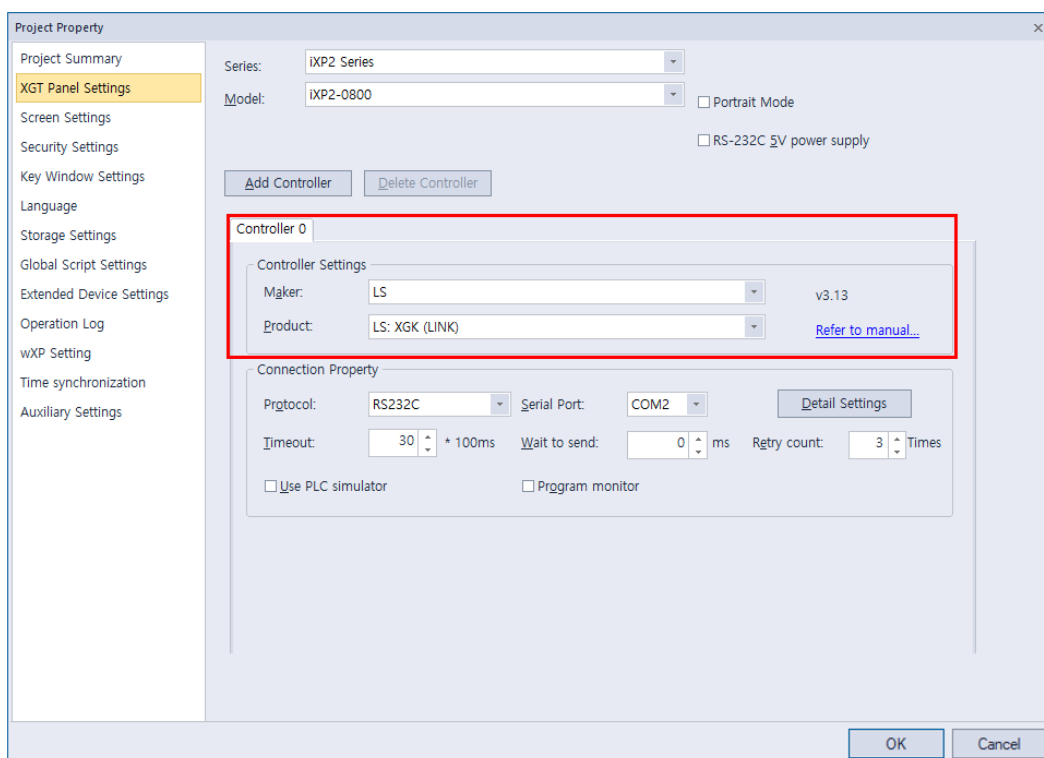 Project Property
Project Summary
XGT Panel Settings
Screen Settings
Security Settings
Key Window Settings
Language
Storage Settings
Global Script Settings
Extended Device Settings
Operation Log
wXP Setting
Time synchronization
Auxiliary Settings
Series: iXP2 Series
Model: iXP2-0800
Portrait Mode
RS-232C 5V power supply
Add Controller Delete Controller
Controller 0
Controller Settings
Maker: LS v3.13
Product: LS: XGK (LINK) Refer to manual...
Connection Property
Protocol: RS232C Serial Port: COM2 Detail Settings
Timeout: 30 * 100ms Wait to send: 0 ms Retry count: 3 Times
Use PLC simulator Program monitor
OK Cancel